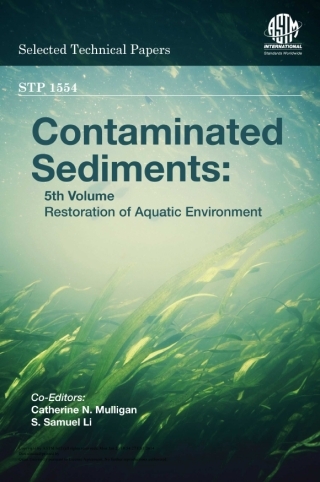 ASTM
INTERNATIONAL
Standards Worldwide
Selected Technical Papers
STP 1554
Contaminated
Sediments:
5th Volume
Restoration of Aquatic Environment
Co-Editors:
Catherine N. Mulligan
S. Samuel Li